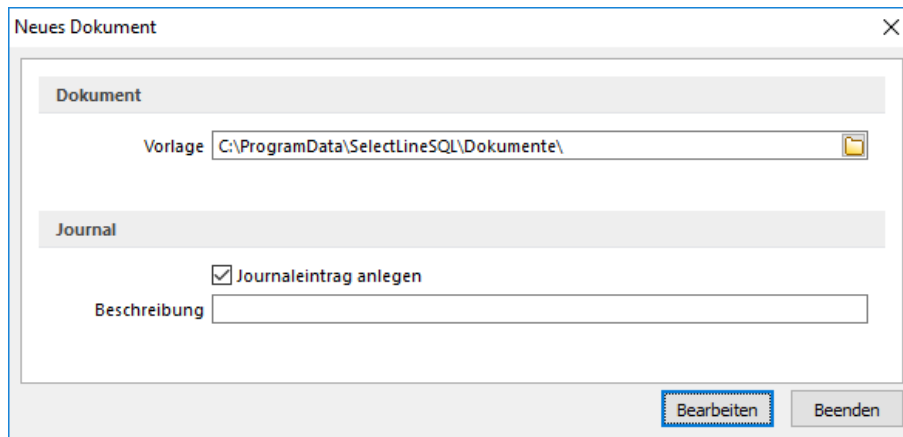 Neues Dokument
Dokument
Vorlage C:\ProgramData\SelectLineSQL\Dokumente\
Journal
Journaleintrag anlegen
Beschreibung
Bearbeiten Beenden